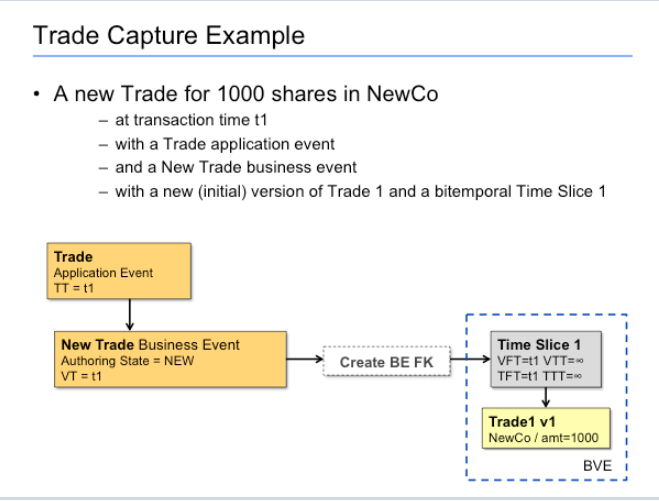 Trade Capture Example
• A new Trade for 1000 shares in NewCo
– at transaction time t1
– with a Trade application event
– and a New Trade business event
– with a new (initial) version of Trade 1 and a bitemporal Time Slice 1
Trade
Application Event
TT = t1
New Trade Business Event
Authoring State = NEW
VT = t1
Create BE FK
Time Slice 1
VFT=t1 VTT=∞
TFT=t1 TTT=∞
Trade1 v1
NewCo / amt=1000
BVE